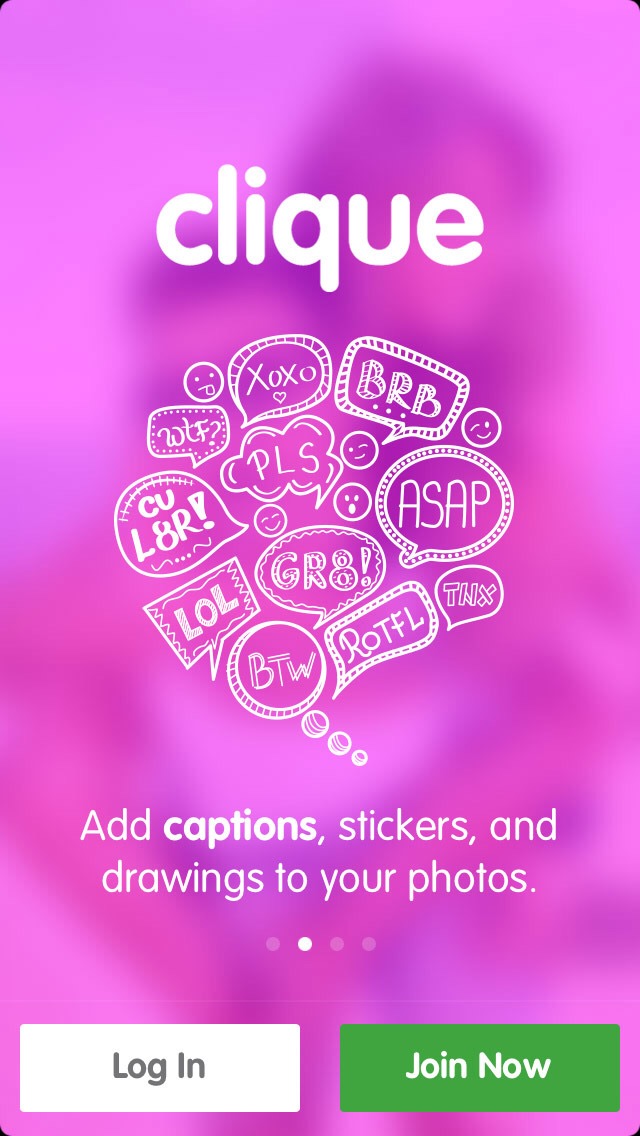 clique
XOXO
BRB
wtF?
PLS
ASAP
CU
L8R!
GR8!
TNX
LOL
RoTFL
BTW
Add captions, stickers, and
drawings to your photos.
Log In
Join Now